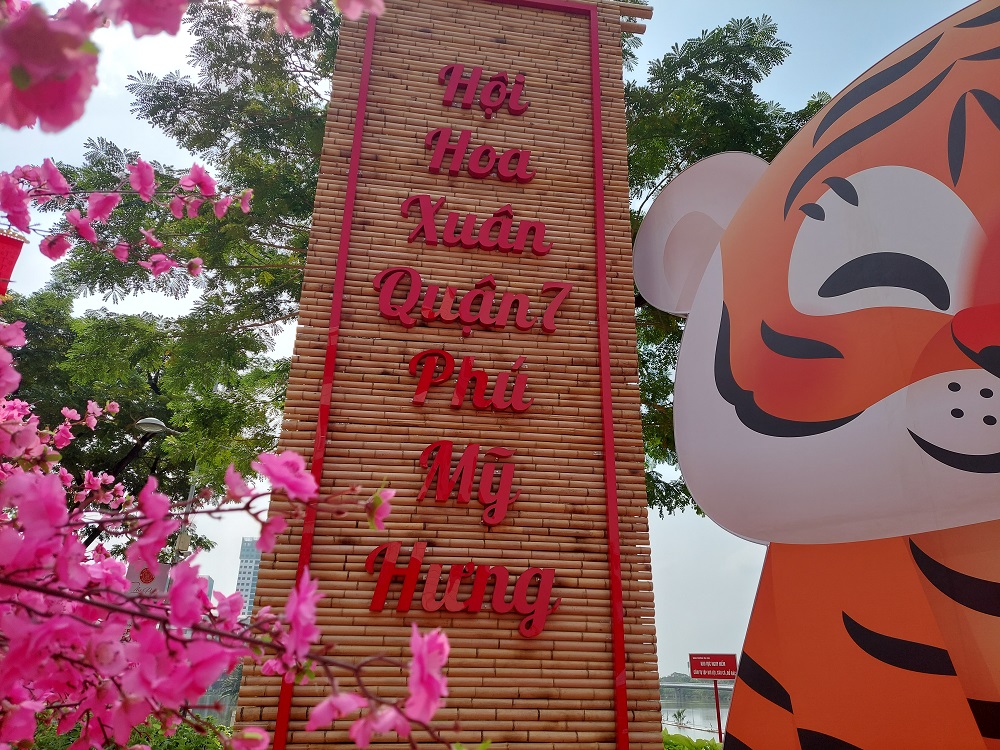 Hội
Hoa
Xuân
Quận 7
Phú
Mỹ
Hưng